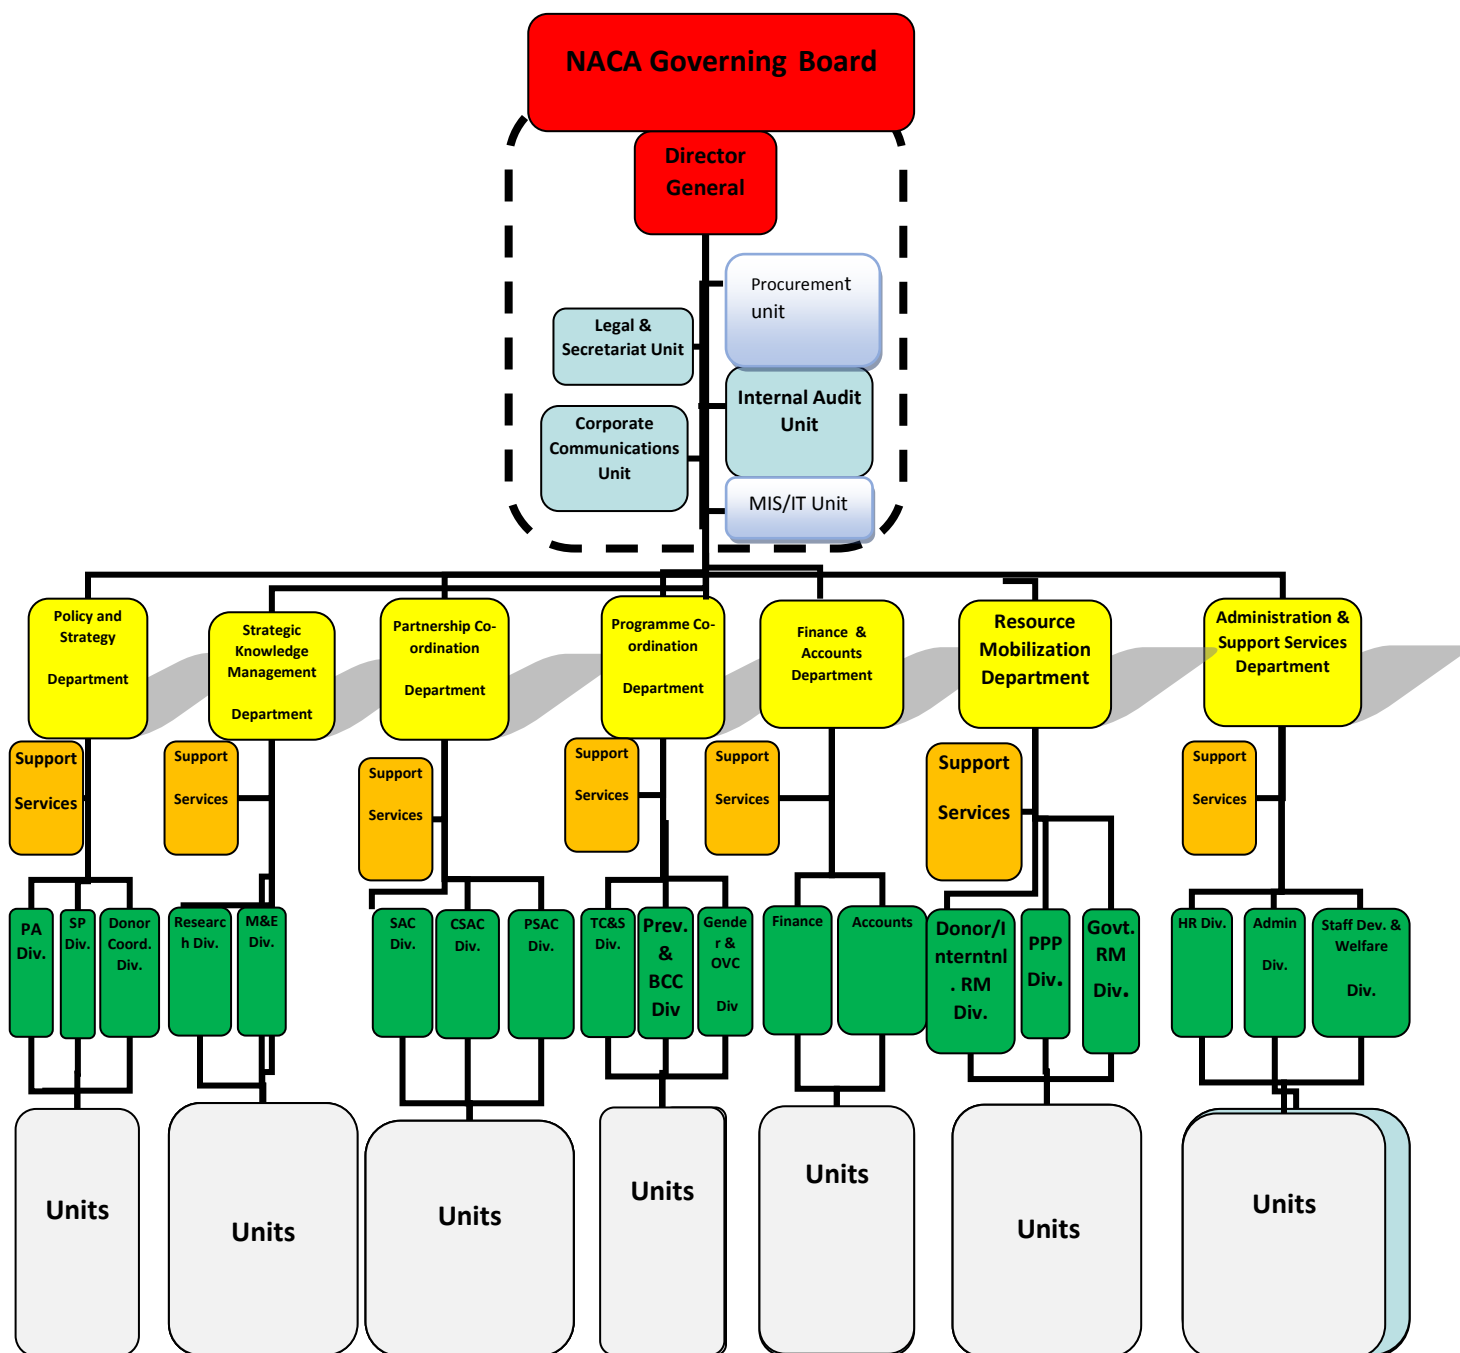 NACA Governing Board
Director
General
Procurement
unit
Legal &
Secretariat Unit
Internal Audit
Unit
Corporate
Communications
Unit
MIS/IT Unit
Policy and
Strategy
Department
Strategic
Knowledge
Management
Department
Partnership Co-
ordination
Department
Programme Co-
ordination
Department
Finance & 
Accounts
Department
Resource
Mobilization
Department
Administration &
Support Services
Department
Support
Services
Support
Services
Support
Services
Support
Services
Support
Services
Support
Services
Support
Services
PA
Div.
SP
Div.
Donor
Coord.
Div.
Researc
h Div.
M&E
Div.
SAC
Div.
CSAC
Div.
PSAC
Div.
TC&S
Div.
Prev.
&
BCC
Div
Gende
r &
OVC
Div
Finance
Accounts
Donor/I
nterntnl
. RM
Div.
PPP
Div.
Govt.
RM
Div.
HR Div.
Admin
Div.
Staff Dev. &
Welfare
Div.
Units
Units
Units
Units
Units
Units
Units